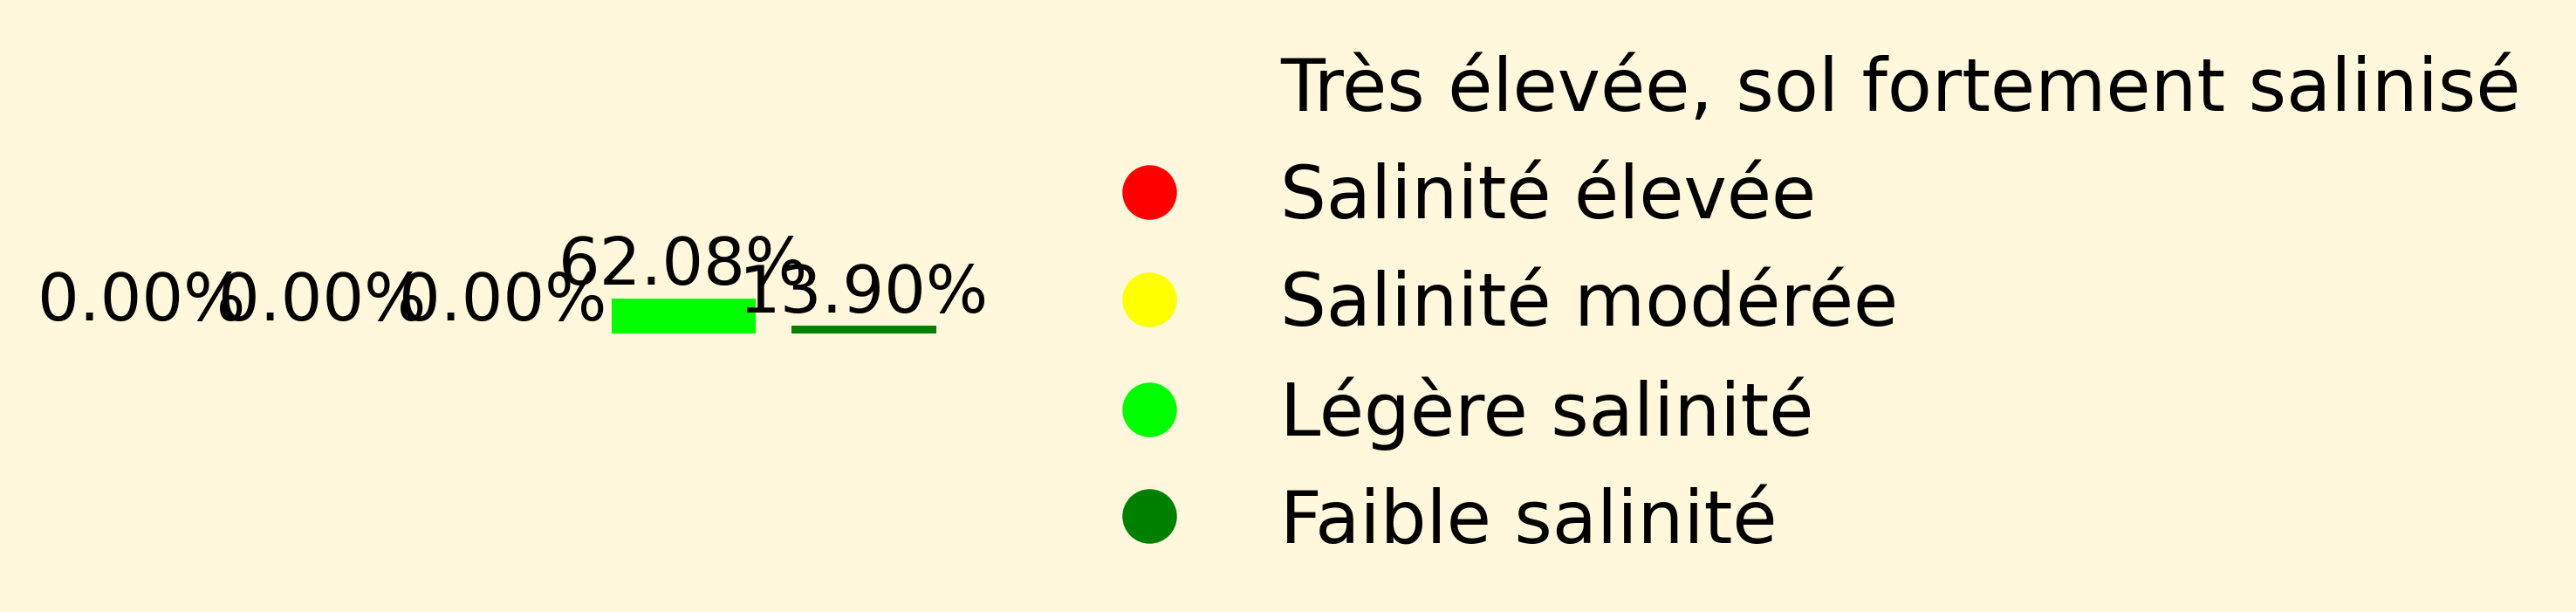 0.00%
0.00%
0.00%
62.08%
13.90%
Très élevée, sol fortement salinisé
Salinité élevée
Salinité modérée
Légère salinité
Faible salinité